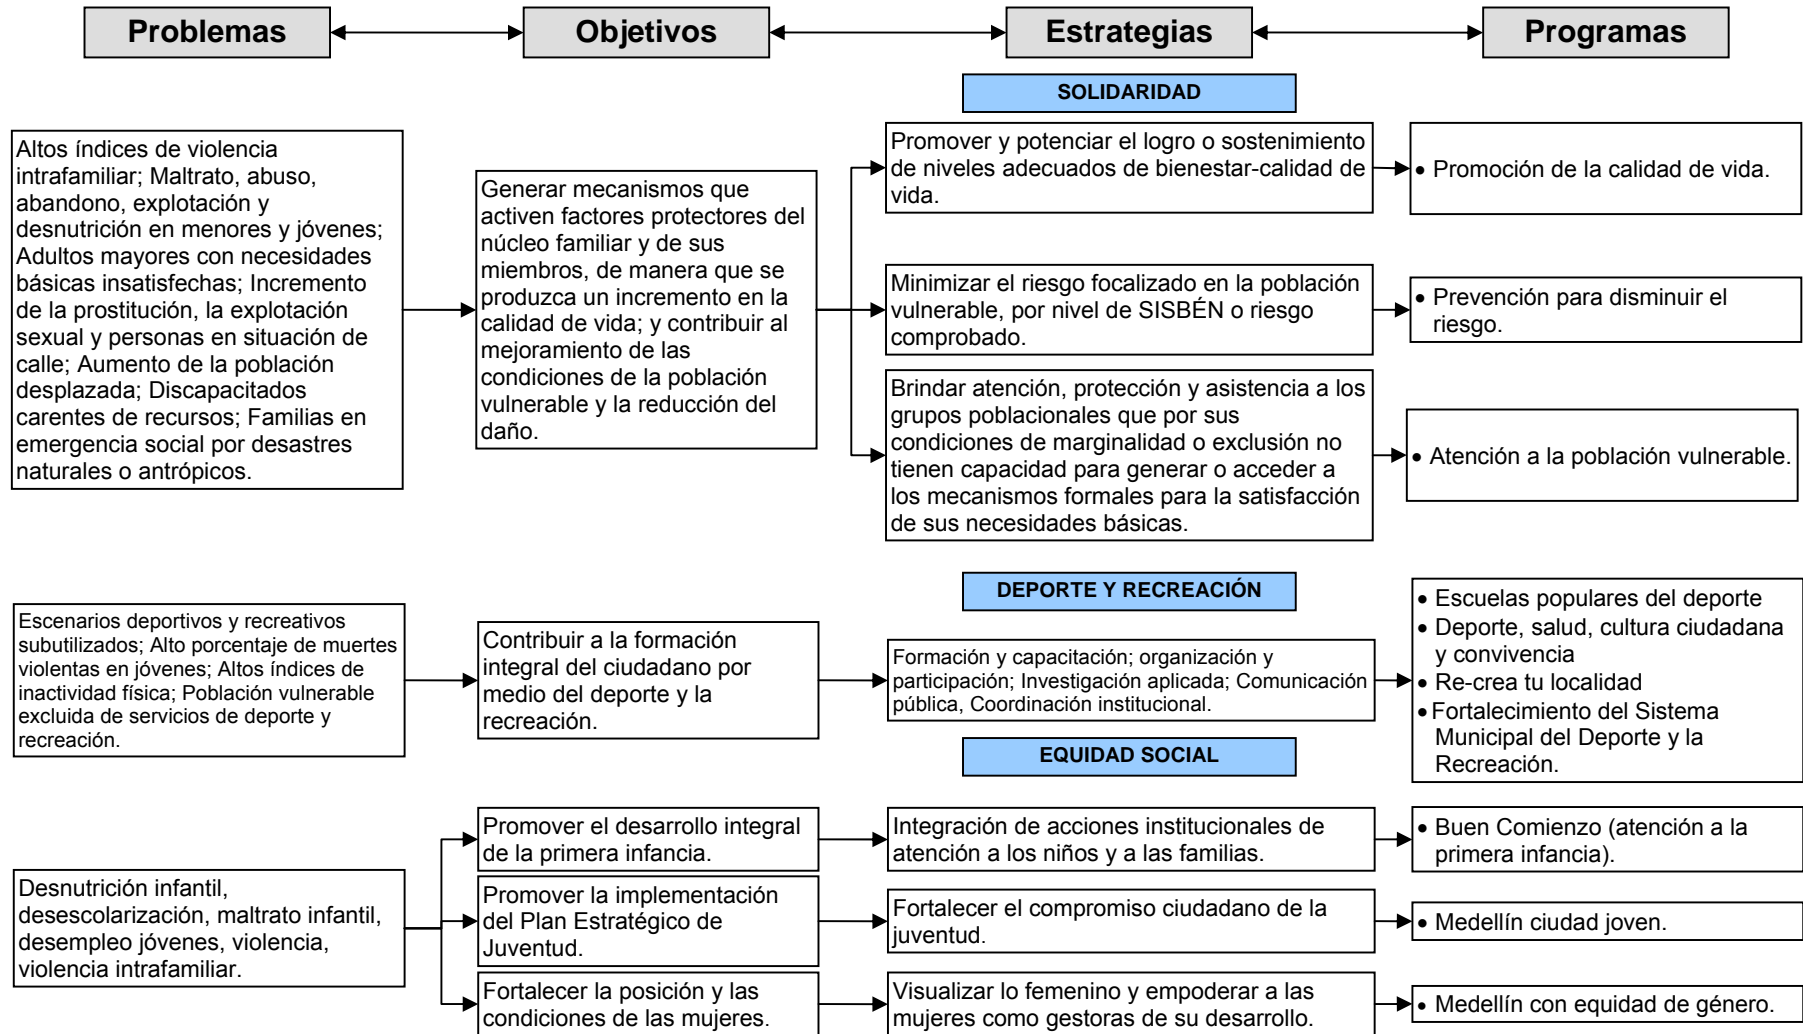 Problemas
Objetivos
Estrategias
Programas
SOLIDARIDAD
Altos índices de violencia
intrafamiliar; Maltrato, abuso,
abandono, explotación y
desnutrición en menores y jóvenes;
Adultos mayores con necesidades
básicas insatisfechas; Incremento
de la prostitución, la explotación
sexual y personas en situación de
calle; Aumento de la población
desplazada; Discapacitados
carentes de recursos; Familias en
emergencia social por desastres
naturales o antrópicos.
Generar mecanismos que
activen factores protectores del
núcleo familiar y de sus
miembros, de manera que se
produzca un incremento en la
calidad de vida; y contribuir al
mejoramiento de las
condiciones de la población
vulnerable y la reducción del
daño.
Promover y potenciar el logro o sostenimiento
de niveles adecuados de bienestar-calidad de
vida.
• Promoción de la calidad de vida.
Minimizar el riesgo focalizado en la población
vulnerable, por nivel de SISBÉN o riesgo
comprobado.
• Prevención para disminuir el
riesgo.
Brindar atención, protección y asistencia a los
grupos poblacionales que por sus
condiciones de marginalidad o exclusión no
tienen capacidad para generar o acceder a
los mecanismos formales para la satisfacción
de sus necesidades básicas.
• Atención a la población vulnerable.
DEPORTE Y RECREACIÓN
Escenarios deportivos y recreativos
subutilizados; Alto porcentaje de muertes
violentas en jóvenes; Altos índices de
inactividad física; Población vulnerable
excluida de servicios de deporte y
recreación.
Contribuir a la formación
integral del ciudadano por
medio del deporte y la
recreación.
Formación y capacitación; organización y
participación; Investigación aplicada; Comunicación
pública, Coordinación institucional.
• Escuelas populares del deporte
• Deporte, salud, cultura ciudadana
y convivencia
• Re-crea tu localidad
• Fortalecimiento del Sistema
Municipal del Deporte y la
Recreación.
EQUIDAD SOCIAL
Desnutrición infantil,
desescolarización, maltrato infantil,
desempleo jóvenes, violencia,
violencia intrafamiliar.
Promover el desarrollo integral
de la primera infancia.
Integración de acciones institucionales de
atención a los niños y a las familias.
• Buen Comienzo (atención a la
primera infancia).
Promover la implementación
del Plan Estratégico de
Juventud.
Fortalecer el compromiso ciudadano de la
juventud.
• Medellín ciudad joven.
Fortalecer la posición y las
condiciones de las mujeres.
Visualizar lo femenino y empoderar a las
mujeres como gestoras de su desarrollo.
• Medellín con equidad de género.